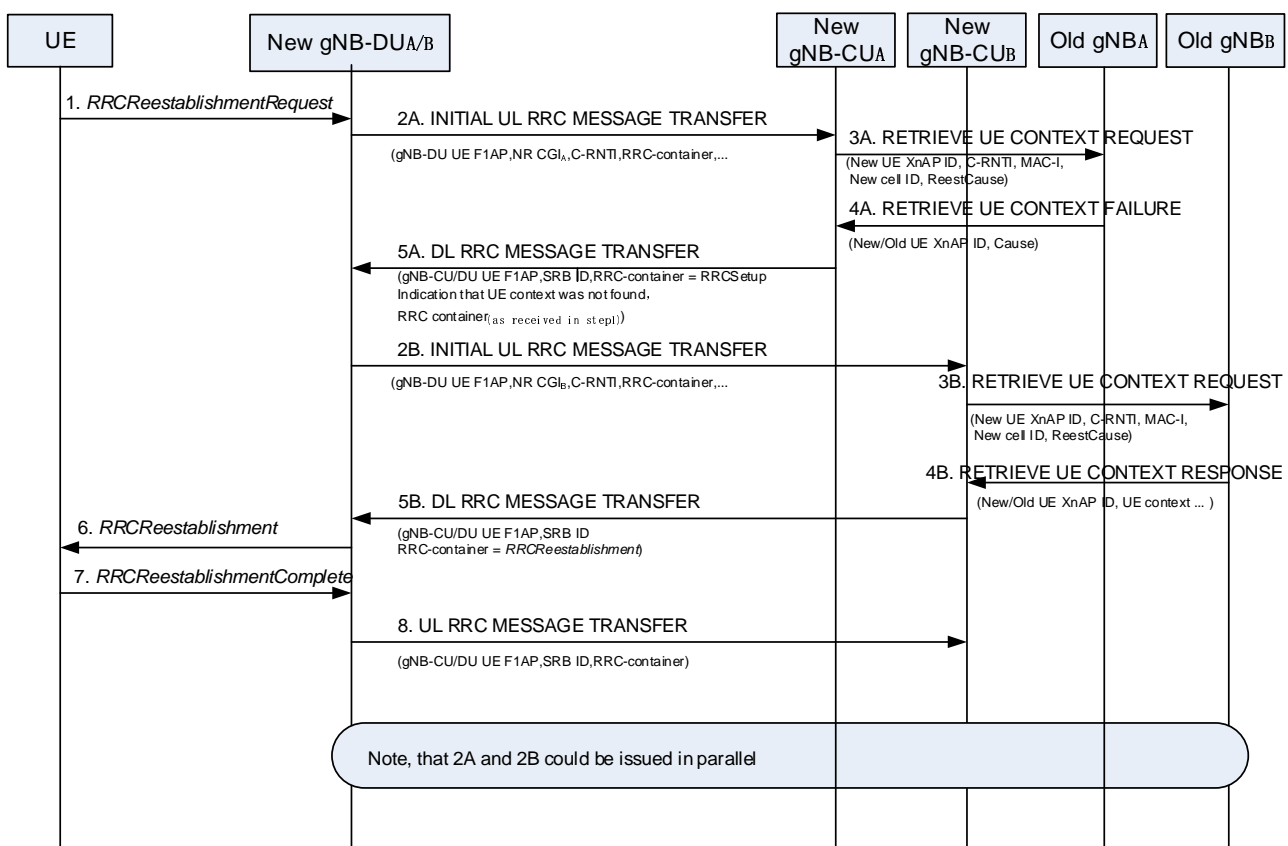 UE
New gNB-DUA/B
New
gNB-CUA
New
gNB-CUB
Old gNBA
Old gNBB
1. RRCReestablishmentRequest
2A. INITIAL UL RRC MESSAGE TRANSFER
(gNB-DU UE F1AP,NR CGIA,C-RNTI,RRC-container,...
3A. RETRIEVE UE CONTEXT REQUEST
(New UE XnAP ID, C-RNTI, MAC-I,
New cell ID, ReestCause)
4A. RETRIEVE UE CONTEXT FAILURE
(New/Old UE XnAP ID, Cause)
5A. DL RRC MESSAGE TRANSFER
(gNB-CU/DU UE F1AP,SRB ID,RRC-container = RRCSetup
Indication that UE context was not found,
RRC container(as received in step1))
2B. INITIAL UL RRC MESSAGE TRANSFER
(gNB-DU UE F1AP,NR CGIB,C-RNTI,RRC-container,...
3B. RETRIEVE UE CONTEXT REQUEST
(New UE XnAP ID, C-RNTI, MAC-I,
New cell ID, ReestCause)
4B. RETRIEVE UE CONTEXT RESPONSE
(New/Old UE XnAP ID, UE context ... )
5B. DL RRC MESSAGE TRANSFER
(gNB-CU/DU UE F1AP,SRB ID
RRC-container = RRCReestablishment)
6. RRCReestablishment
7. RRCReestablishmentComplete
8. UL RRC MESSAGE TRANSFER
(gNB-CU/DU UE F1AP,SRB ID,RRC-container)
Note, that 2A and 2B could be issued in parallel